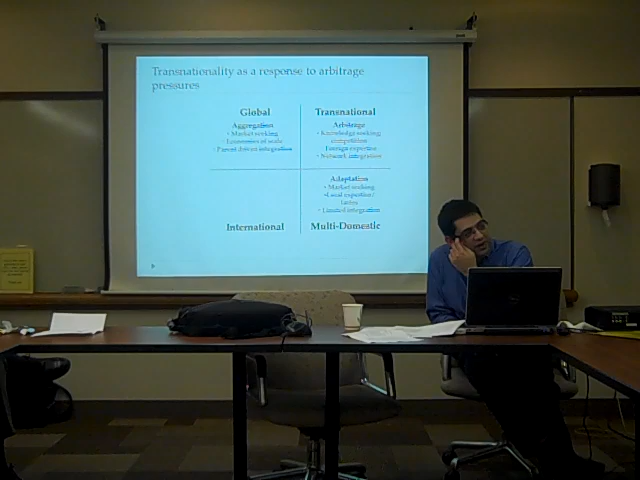 Transnationality as a response to arbitrage
pressures
Global
Aggregation
• Market seeking
• Economies of scale
• Parent driven integration
Transnational
Arbitrage
• Knowledge seeking
competition
• Foreign expertise
• Network integration
Adaptation
• Market seeking
• Local expertise/
• Limited integration
International
Multi-Domestic